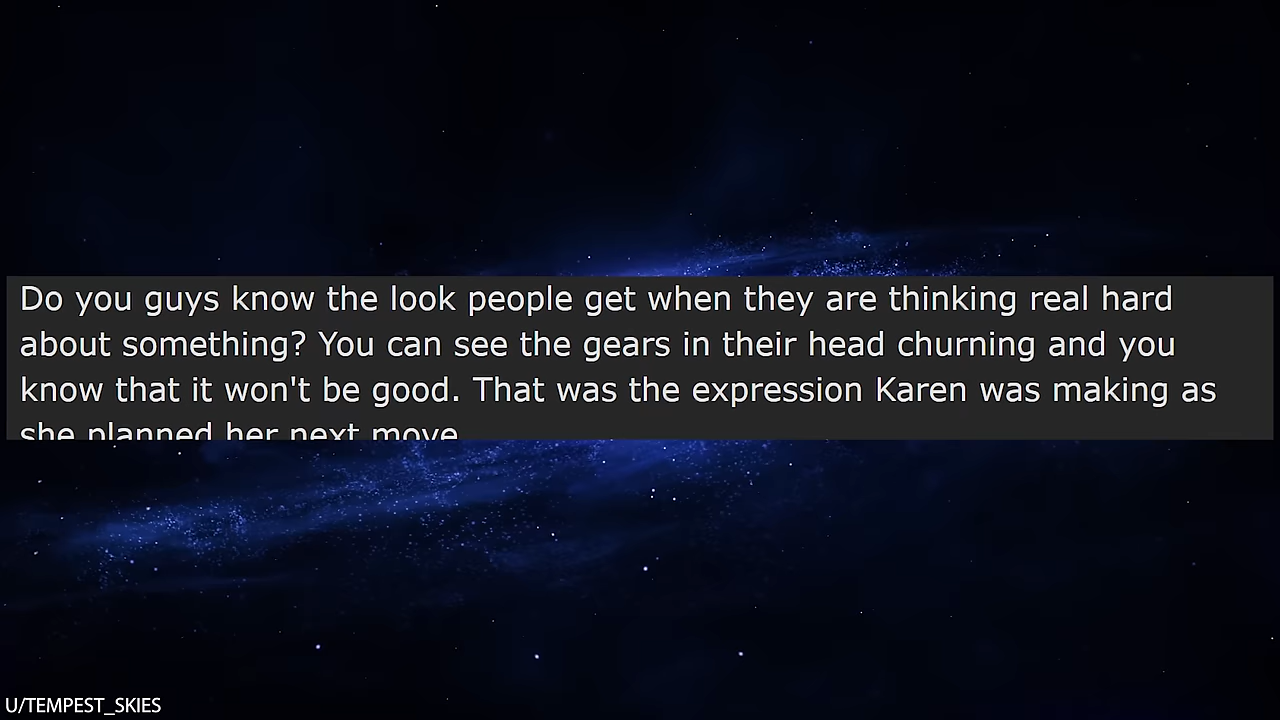 Do you guys know the look people get when they are thinking real hard
about something? You can see the gears in their head churning and you
know that it won't be good. That was the expression Karen was making as
she planned her next move.
U/TEMPEST_SKIES